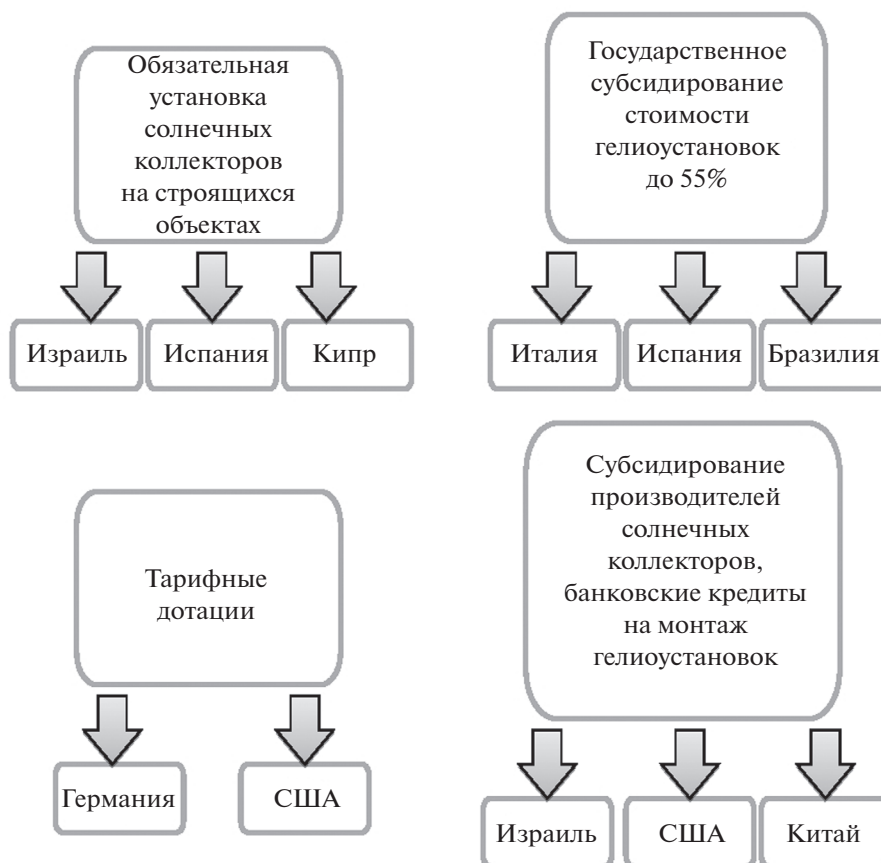 Обязательная
установка
солнечных
коллекторов
на строящихся
объектах
Израиль
Испания
Кипр
Государственное
субсидирование
стоимости
гелиоустановок
до 55%
Италия
Испания
Бразилия
Тарифные
дотации
Германия
США
Субсидирование
производителей
солнечных
коллекторов,
банковские кредиты
на монтаж
гелиоустановок
Израиль
США
Китай